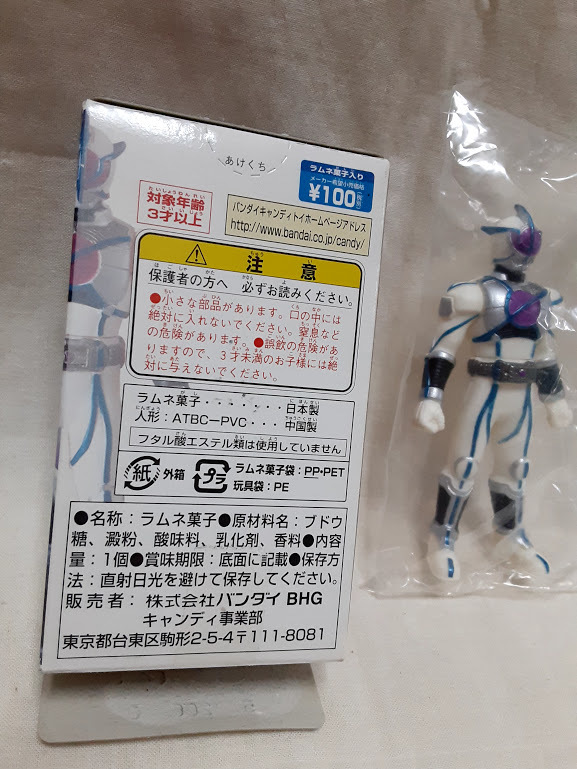 あけくち
ラムネ菓子入り
メーカー希望小売価格
¥100(税別)
対象年齢
3才以上
バンダイキャンディトイホームページアドレス
http://www.bandai.co.jp/candy/
注意
保護者の方へ 必ずお読みください。
●小さな部品があります。口の中には
絶対に入れないでください。窒息など
の危険があります。●誤飲の危険があ
りますので、3才未満のお子様には絶
対に与えないでください。
ラムネ菓子・・・・・・・日本製
人形:ATBC-PVC・・・中国製
フタル酸エステル類は使用していません
紙 外箱 プラ ラムネ菓子袋:PP・PET
玩具袋:PE
●名称:ラムネ菓子●原材料名:ブドウ
糖、澱粉、酸味料、乳化剤、香料●内容
量:1個●賞味期限:底面に記載●保存方
法:直射日光を避けて保存してください。
販売者:株式会社バンダイ BHG
キャンディ事業部
東京都台東区駒形2-5-4〒111-8081